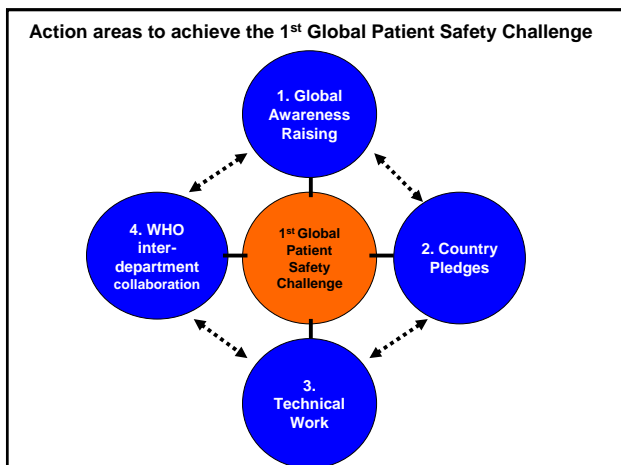 Action areas to achieve the 1st Global Patient Safety Challenge
1. Global
Awareness
Raising
4. WHO
inter-
department
collaboration
1st Global
Patient
Safety
Challenge
2. Country
Pledges
3.
Technical
Work